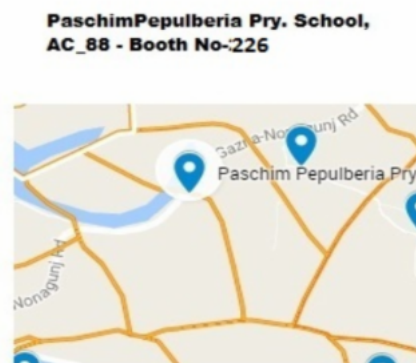 PaschimPepulberia Pry. School,
AC_88 - Booth No-:226
Gazna-Nonagunj Rd
Paschim Pepulberia Pry
Nonagunj Rd